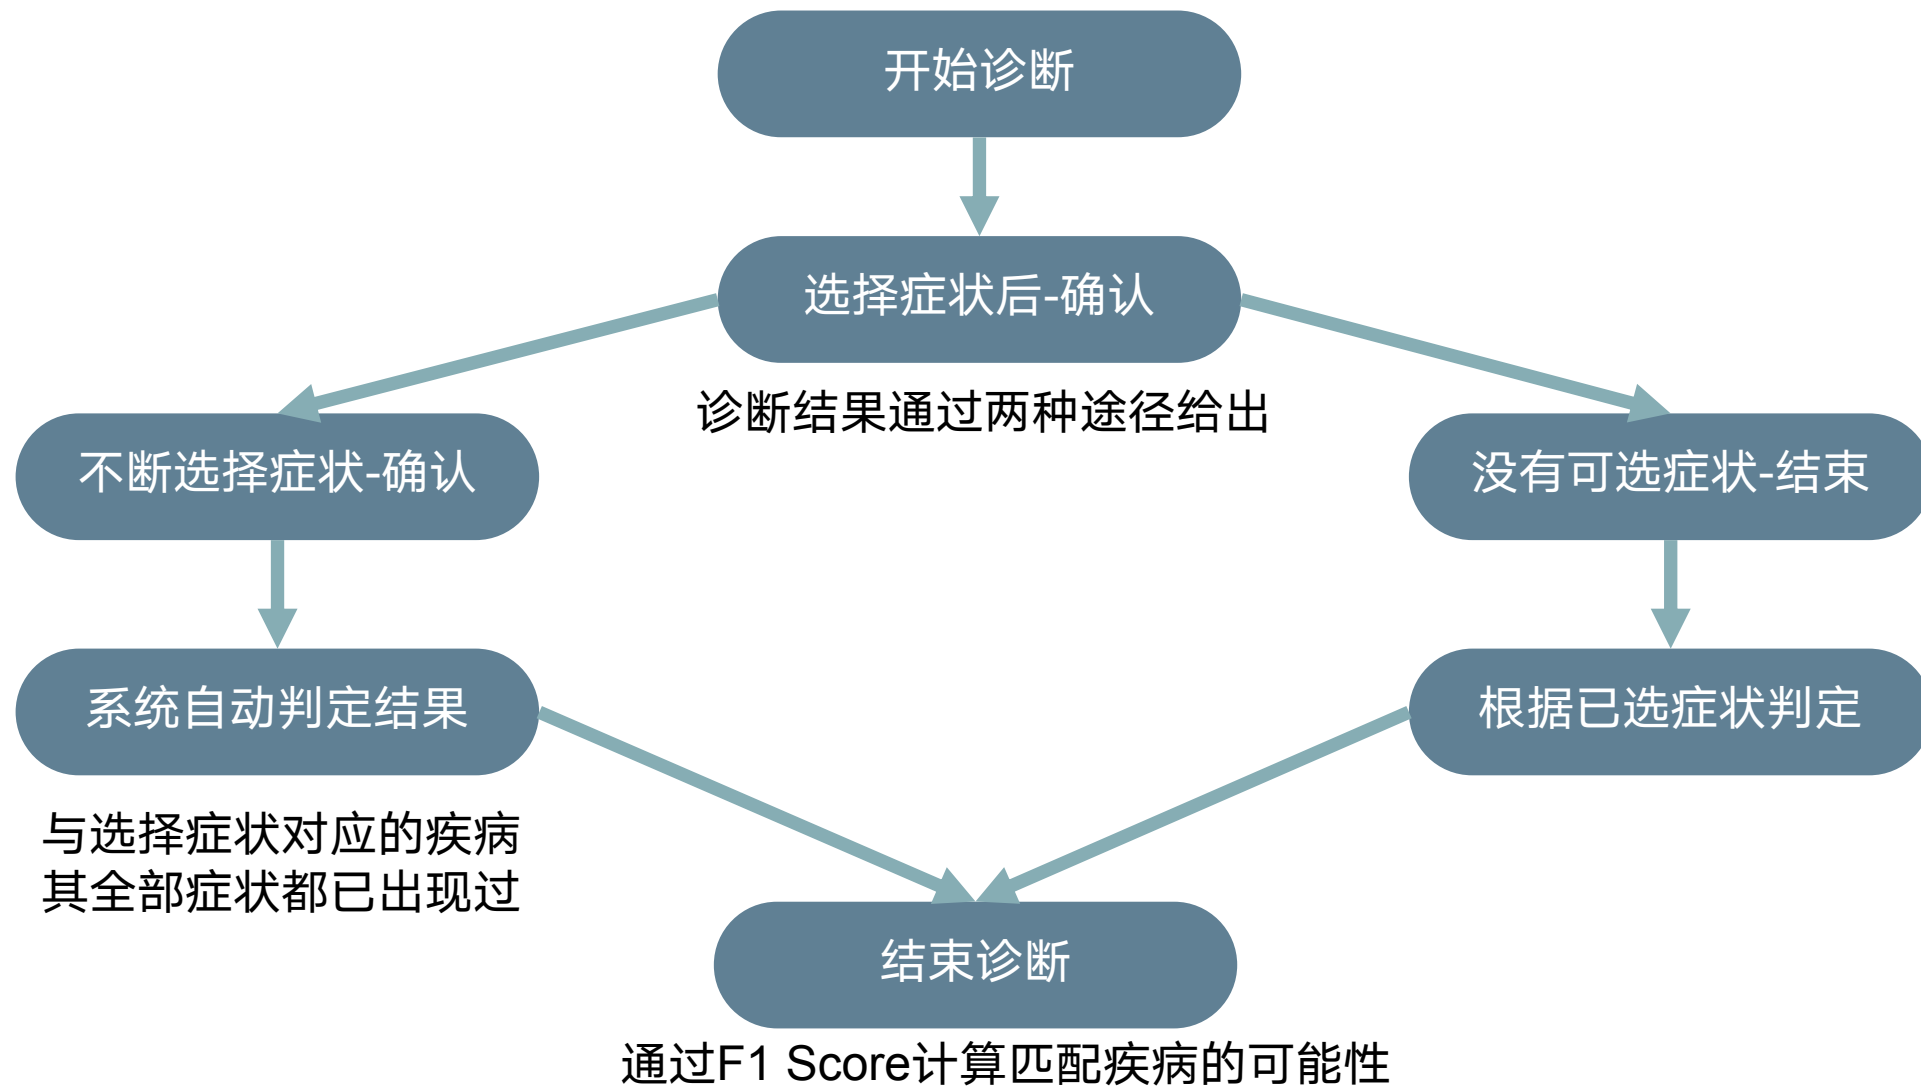 开始诊断
选择症状后-确认
诊断结果通过两种途径给出
不断选择症状-确认
没有可选症状-结束
系统自动判定结果
根据已选症状判定
与选择症状对应的疾病
其全部症状都已出现过
结束诊断
通过F1 Score计算匹配疾病的可能性